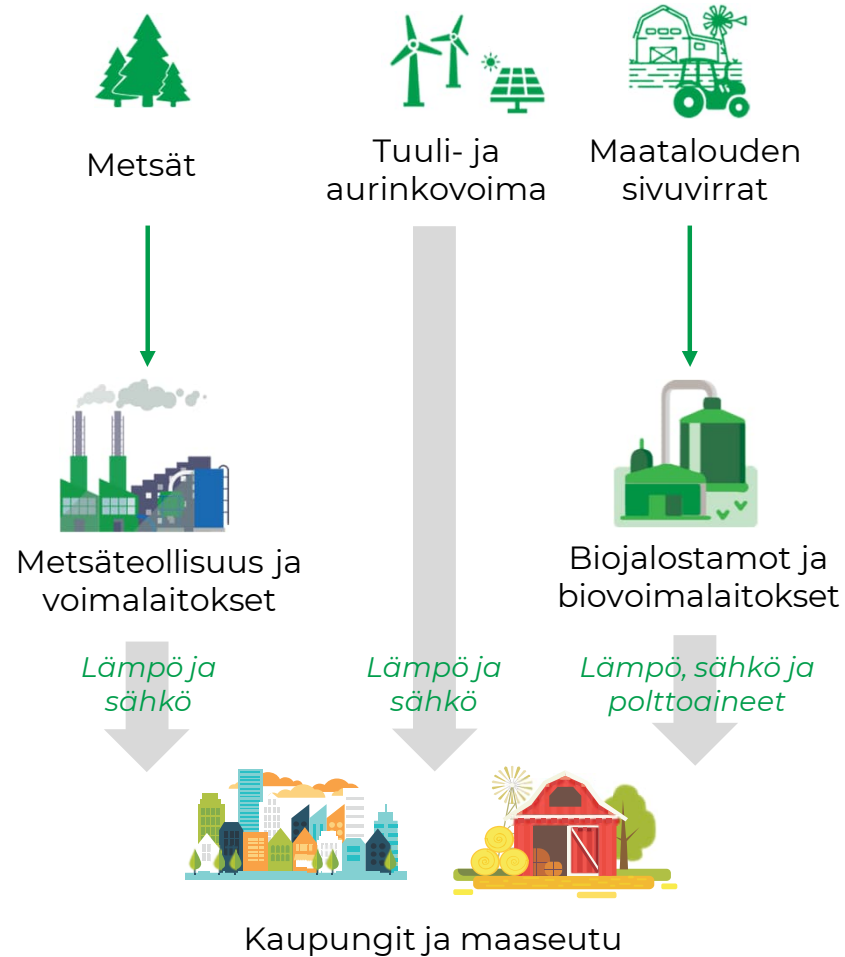 Metsät
Tuuli- ja
aurinkovoima
Maatalouden
sivuvirrat
Metsäteollisuus ja
voimalaitokset
Biojalostamot ja
biovoimalaitokset
Lämpö ja
sähkö
Lämpö ja
sähkö
Lämpö, sähkö ja
polttoaineet
Kaupungit ja maaseutu